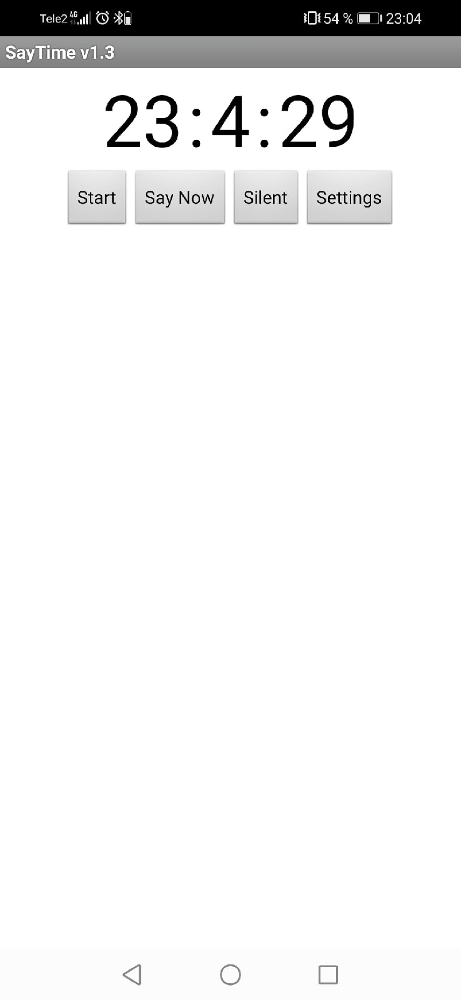 Tele2 4G 54 % 23:04
SayTime v1.3
23:4:29
Start Say Now Silent Settings